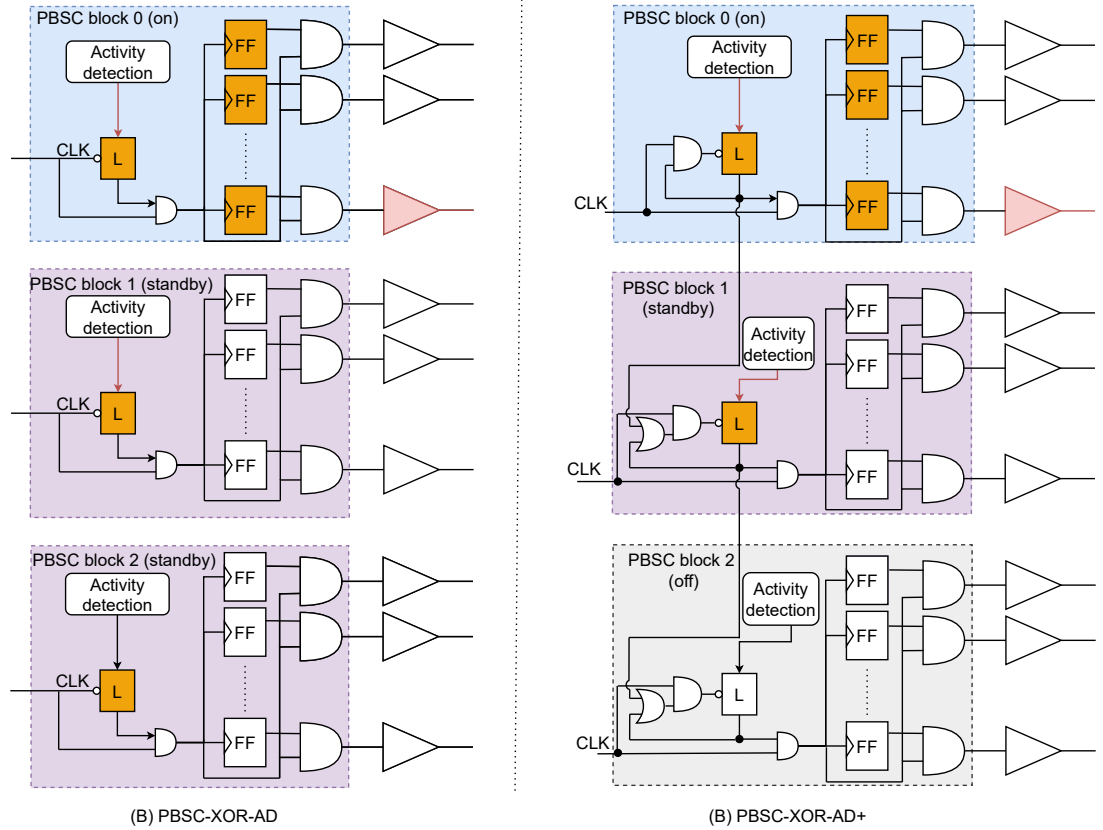 PBSC block 0 (on)
Activity
detection
CLK
L
FF
FF
FF
PBSC block 1 (standby)
Activity
detection
CLK
L
FF
FF
FF
PBSC block 2 (standby)
Activity
detection
CLK
L
FF
FF
FF
(B) PBSC-XOR-AD
PBSC block 0 (on)
Activity
detection
L
CLK
FF
FF
FF
PBSC block 1
(standby)
Activity
detection
L
CLK
FF
FF
FF
PBSC block 2
(off)
Activity
detection
L
CLK
FF
FF
FF
(B) PBSC-XOR-AD+